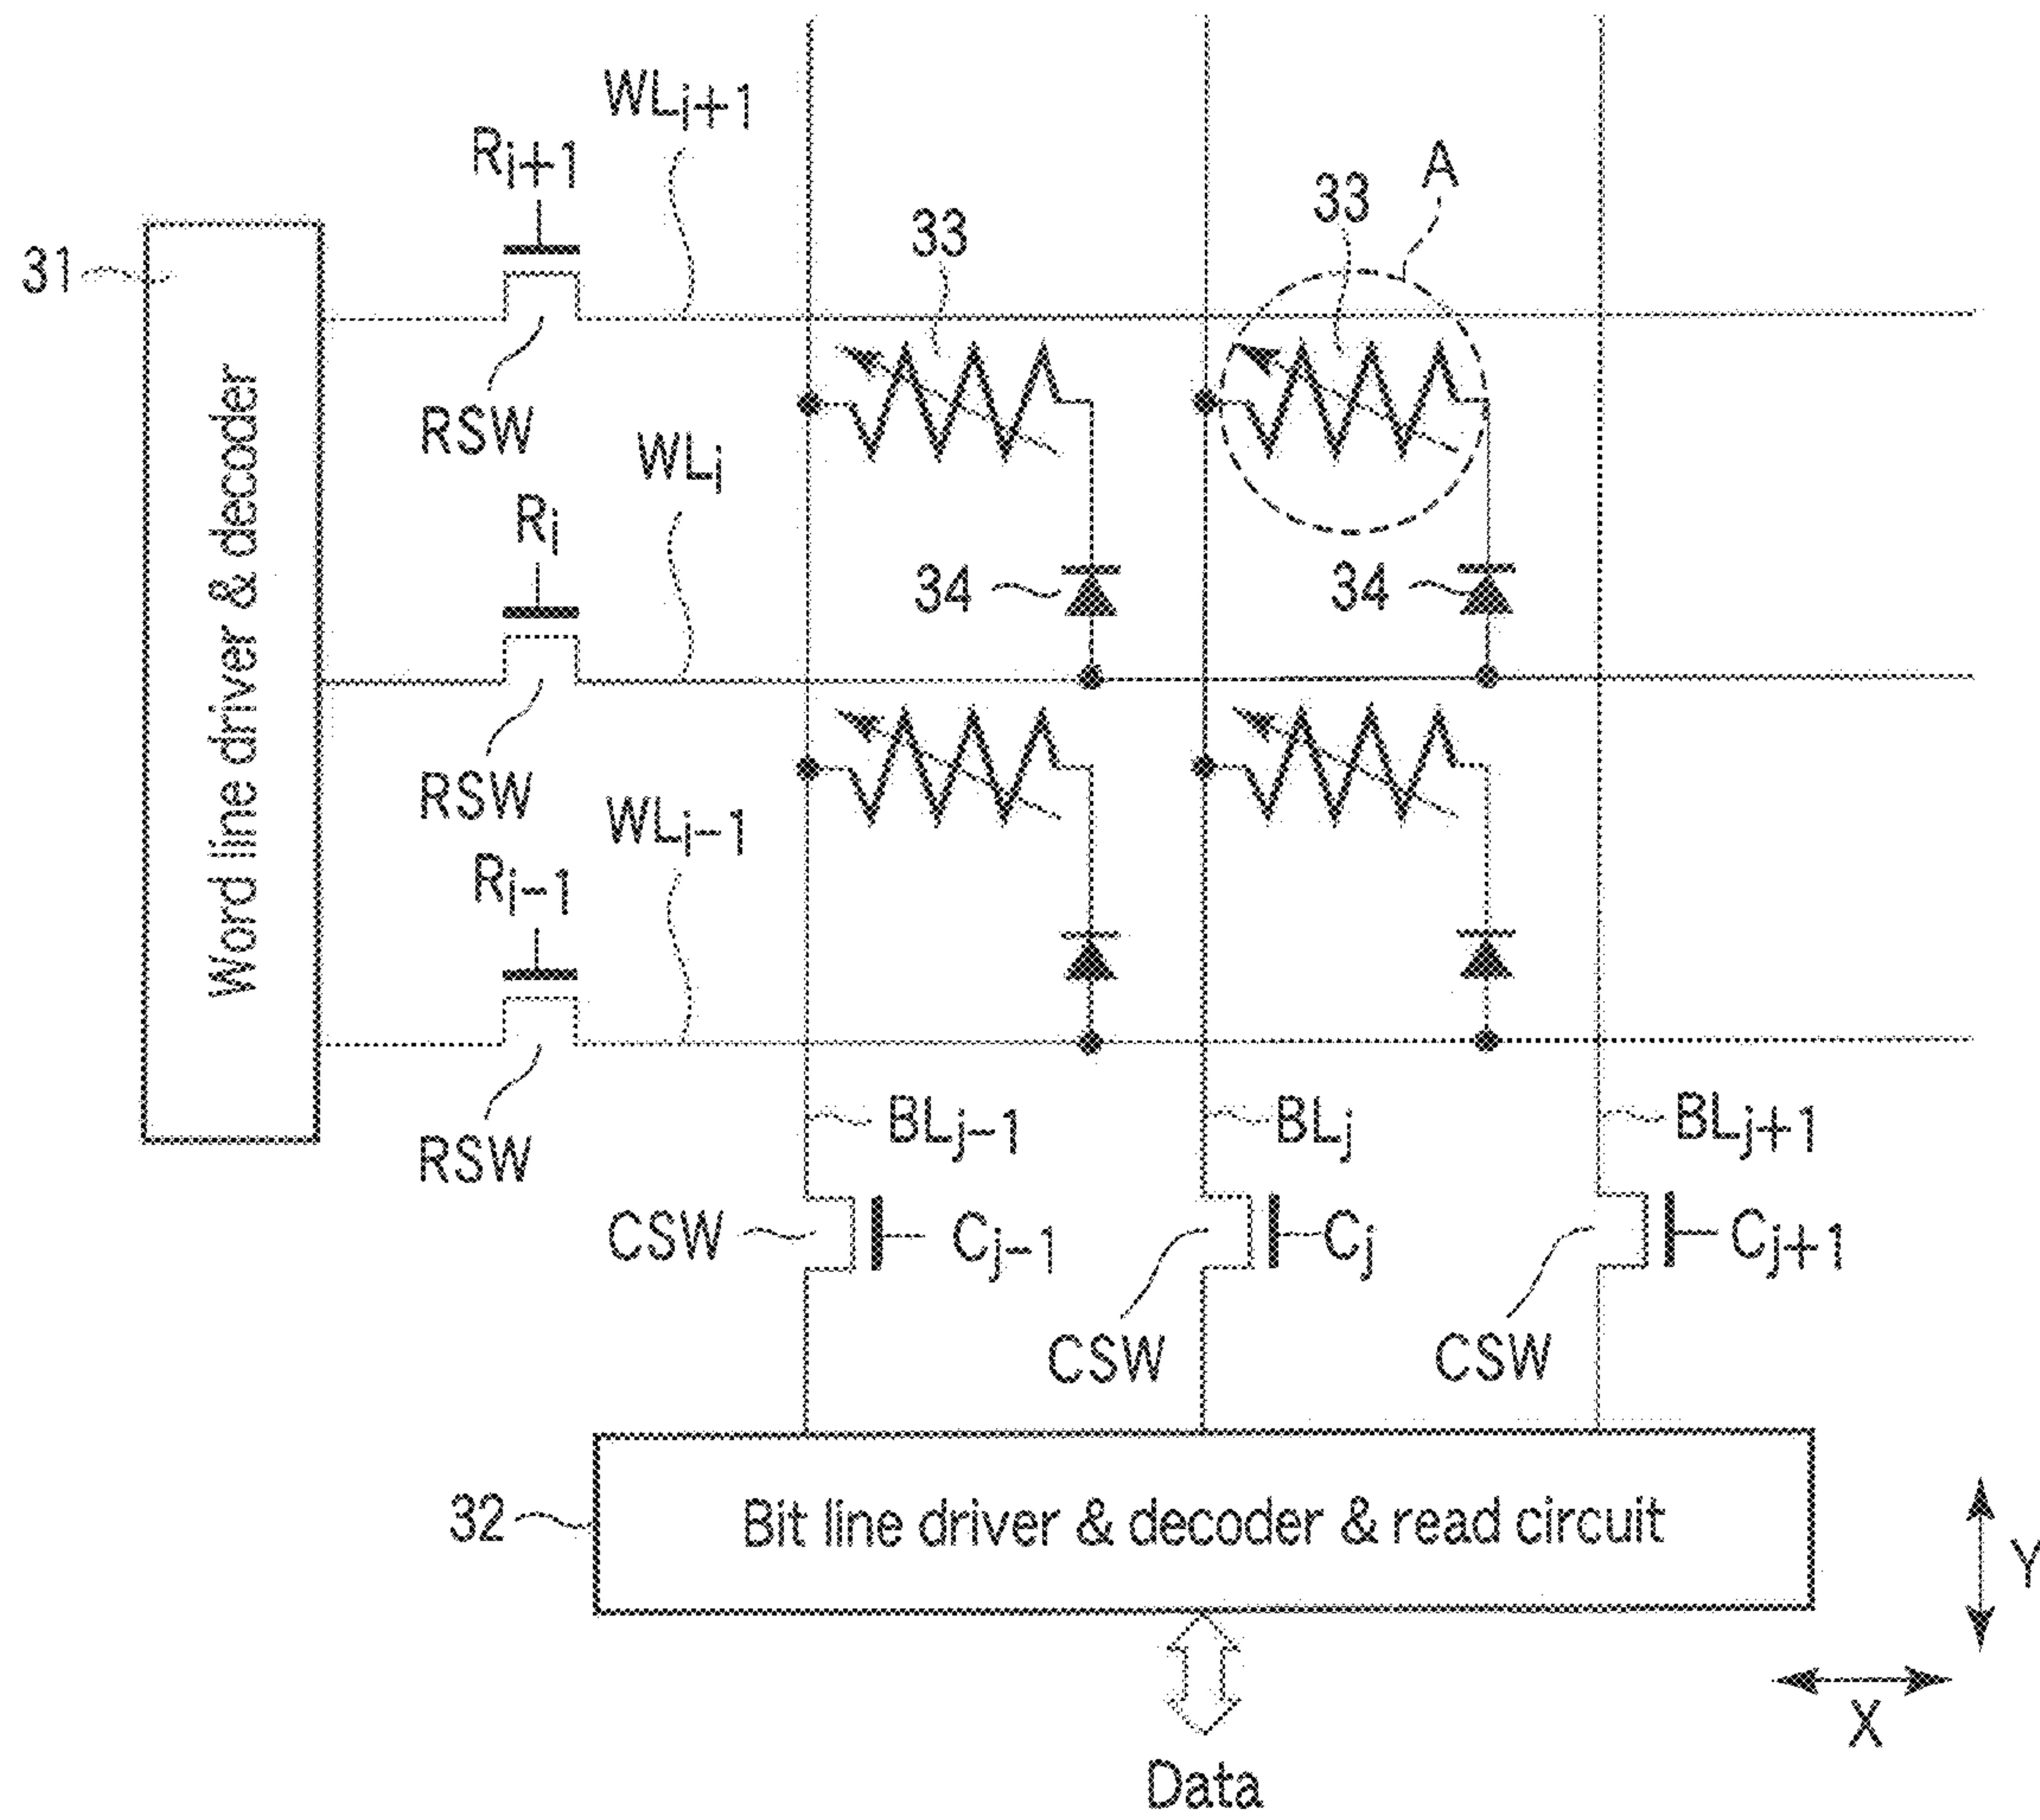 WLi+1
Ri+1
A
33
33
31
RSW
WLi
Ri
34
34
Word line driver & decoder
RSW
WLi-1
Ri-1
BLj-1
BLj
BLj+1
RSW
CSW
Cj-1
Cj
Cj+1
CSW
CSW
32
Bit line driver & decoder & read circuit
Y
X
Data